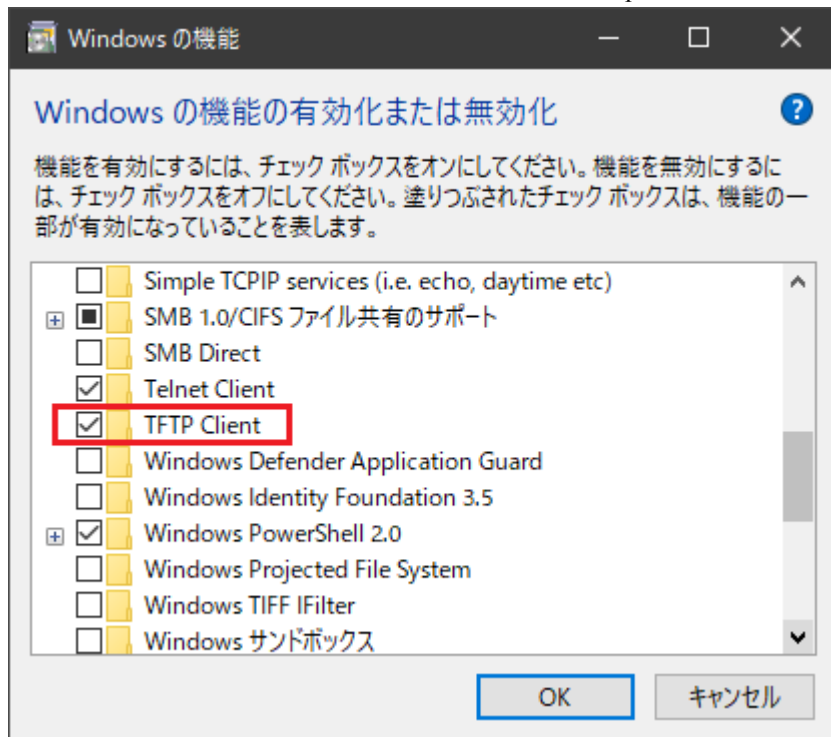 Windows の機能
Windows の機能の有効化または無効化
機能を有効にするには、チェック ボックスをオンにしてください。機能を無効にするに
は、チェック ボックスをオフにしてください。塗りつぶされたチェック ボックスは、機能の一
部が有効になっていることを表します。
Simple TCPIP services (i.e. echo, daytime etc)
SMB 1.0/CIFS ファイル共有のサポート
SMB Direct
Telnet Client
TFTP Client
Windows Defender Application Guard
Windows Identity Foundation 3.5
Windows PowerShell 2.0
Windows Projected File System
Windows TIFF IFilter
Windows サンドボックス
OK
キャンセル